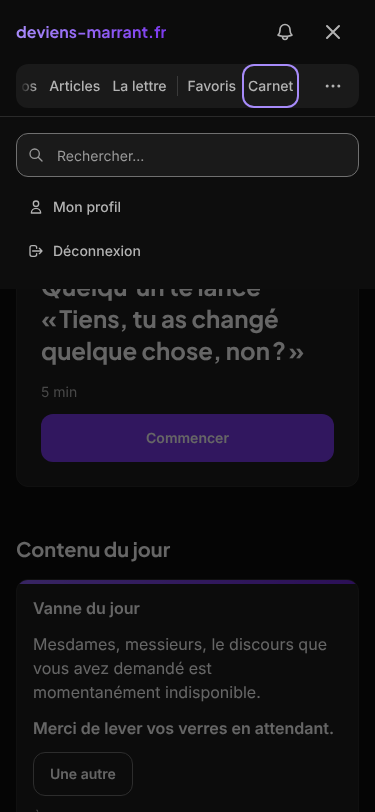 deviens-marrant.fr
os Articles La lettre Favoris Carnet ...
Rechercher...
Mon profil
Déconnexion
Quelqu'un te lance
« Tiens, tu as changé
quelque chose, non ? »
5 min
Commencer
Contenu du jour
Vanne du jour
Mesdames, messieurs, le discours que
vous avez demandé est
momentanément indisponible.
Merci de lever vos verres en attendant.
Une autre